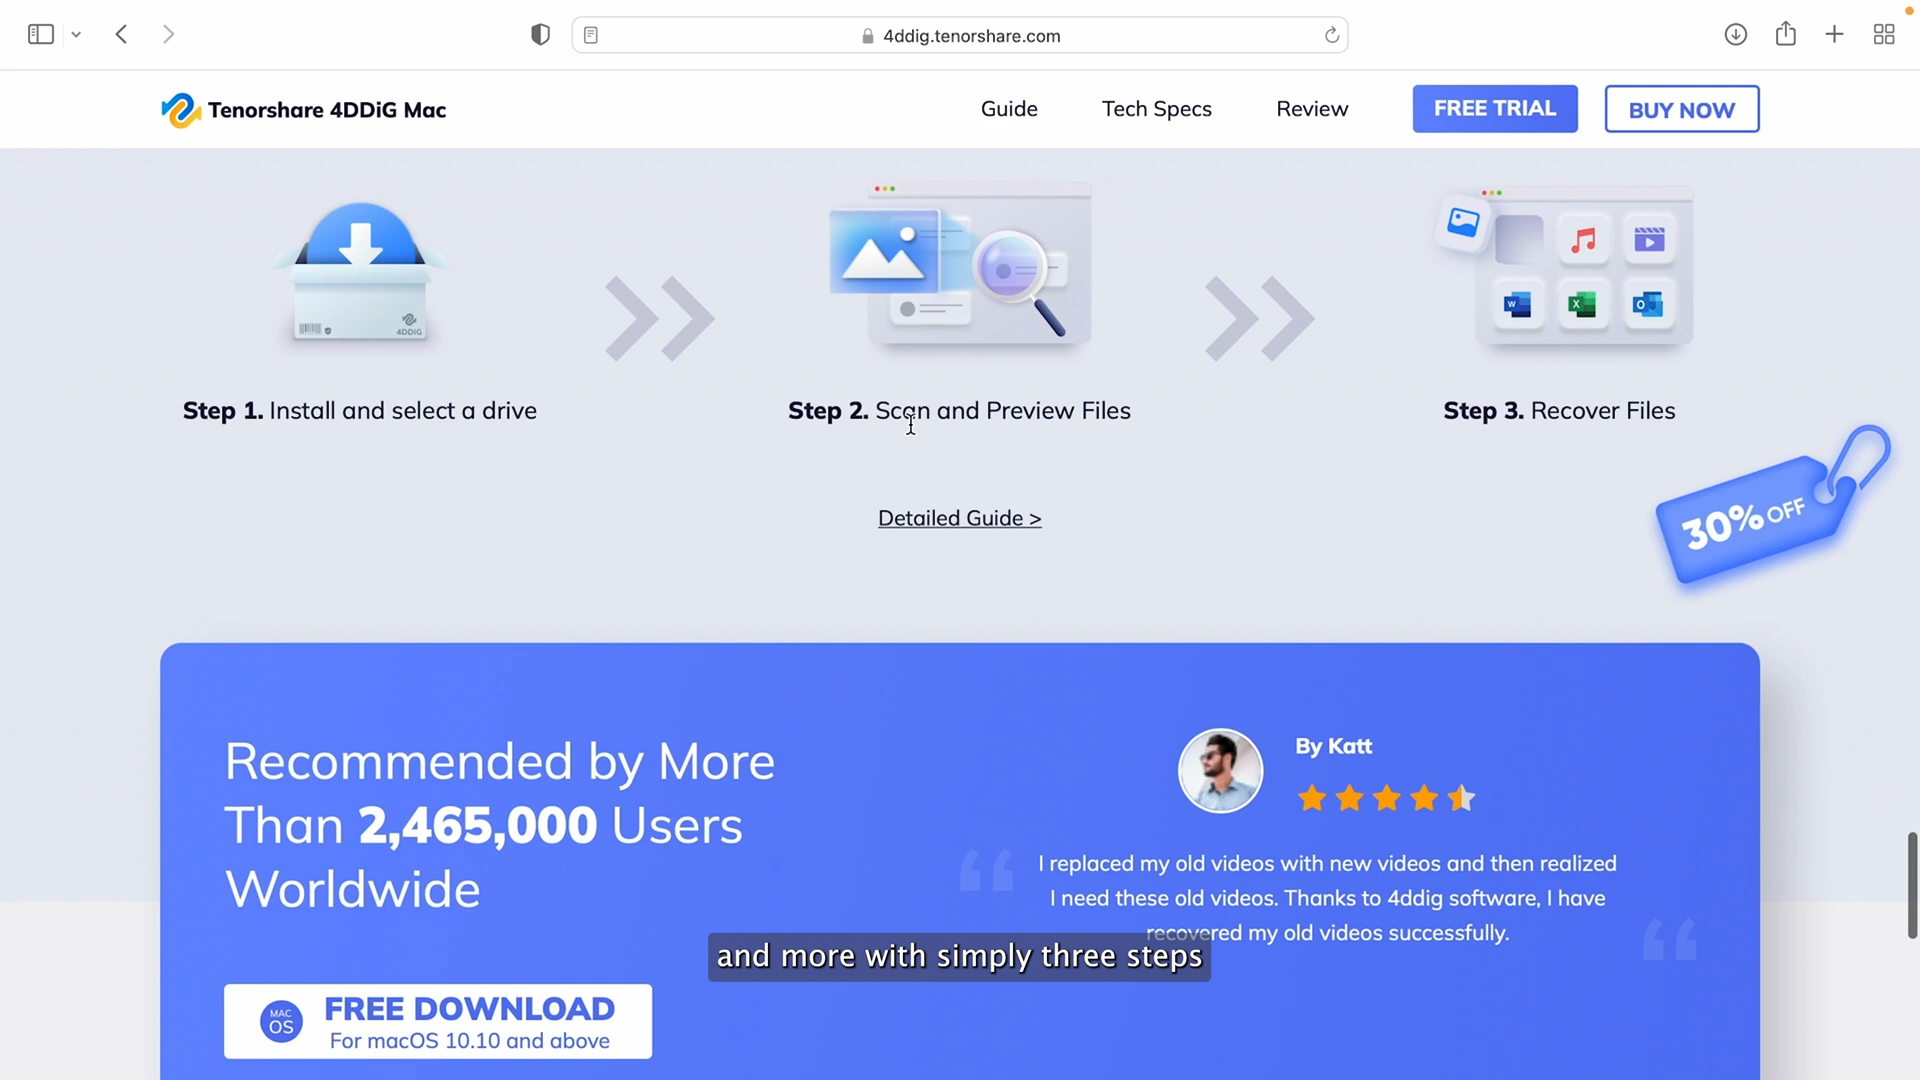 4ddig.tenorshare.com
Tenorshare 4DDiG Mac
Guide
Tech Specs
Review
FREE TRIAL
BUY NOW
4DDiG
W
X
O
Step 1. Install and select a drive
Step 2. Scan and Preview Files
Step 3. Recover Files
Detailed Guide >
30% OFF
Recommended by More
Than 2,465,000 Users
Worldwide
By Katt
I replaced my old videos with new videos and then realized
I need these old videos. Thanks to 4ddig software, I have
recovered my old videos successfully.
and more with simply three steps
MAC
OS
FREE DOWNLOAD
For macOS 10.10 and above